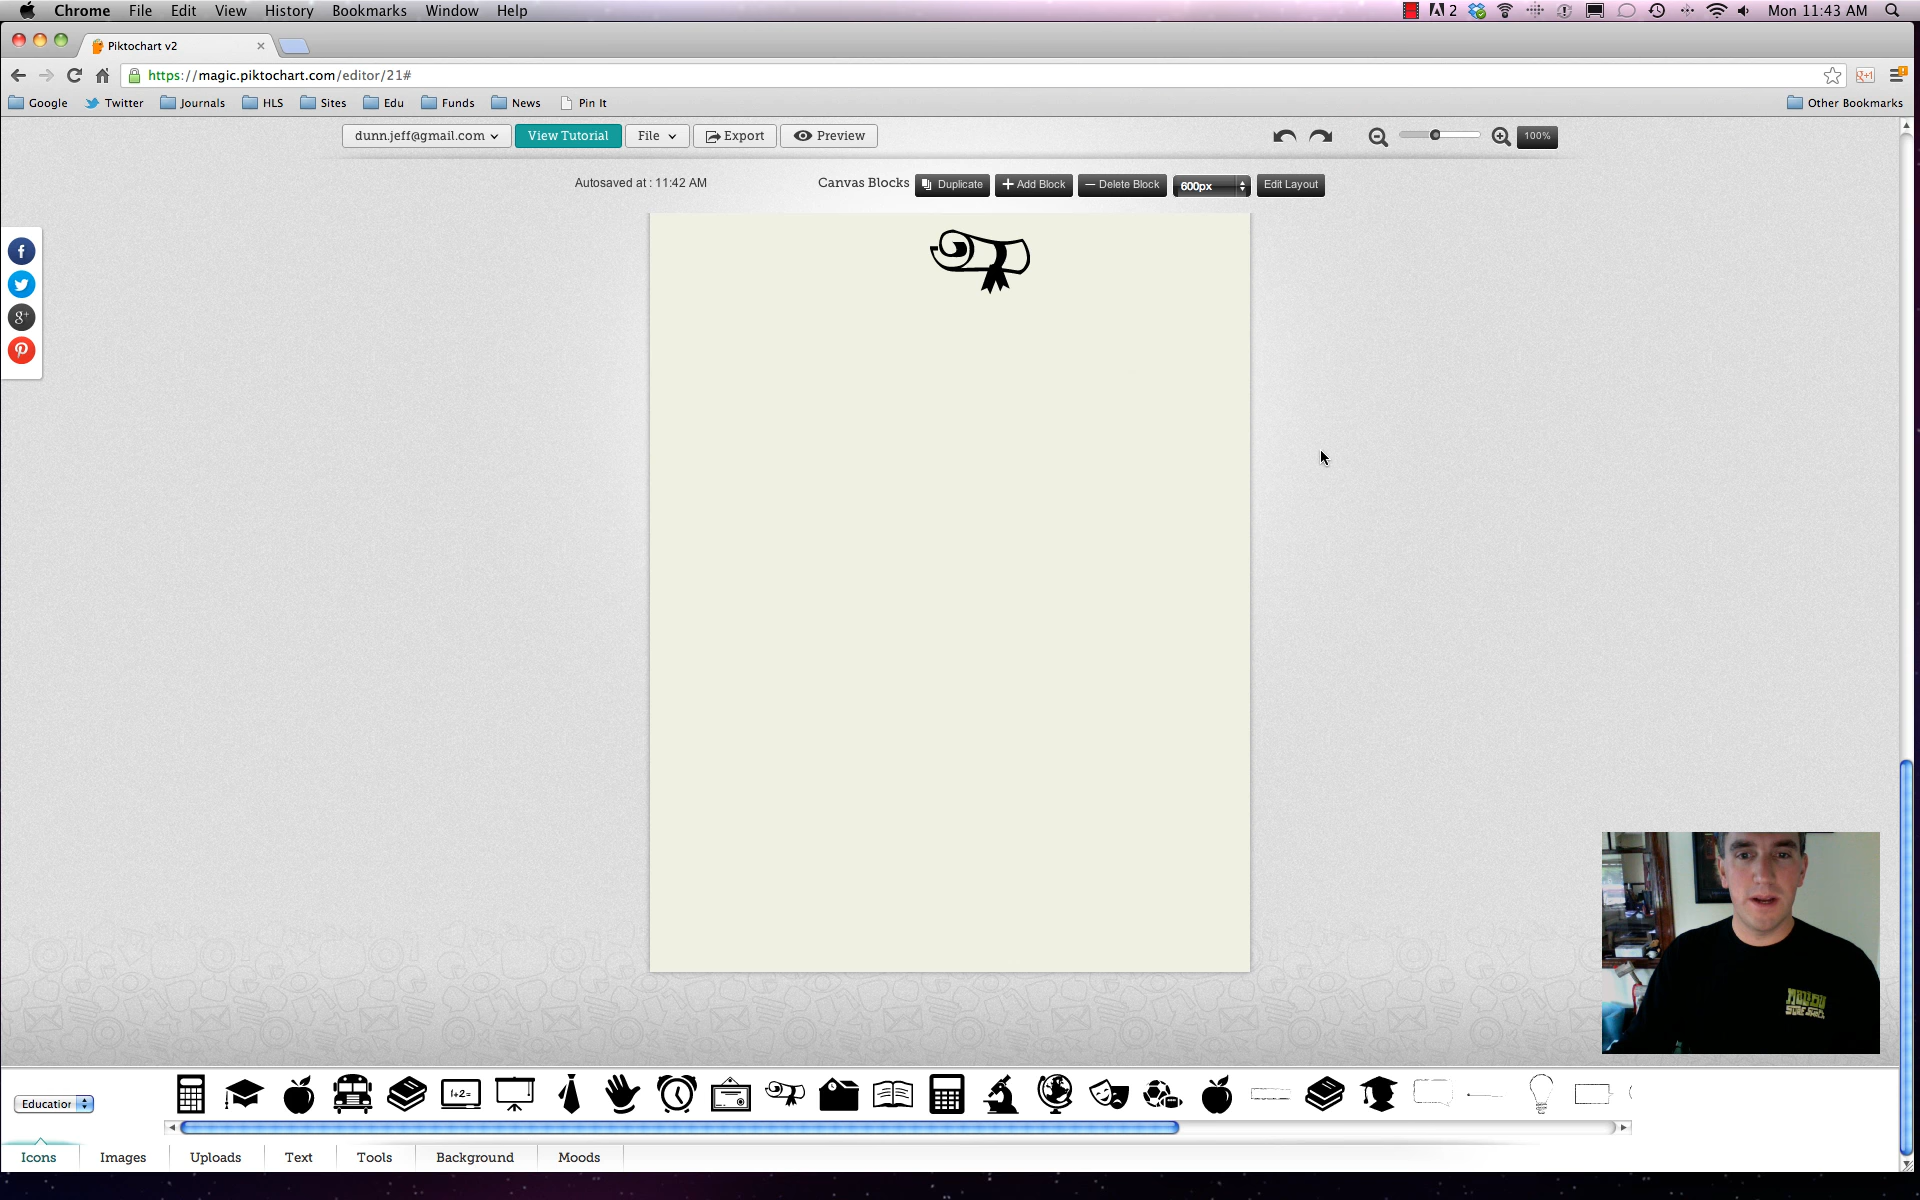 Chrome File Edit View History Bookmarks Window Help
2 Mon 11:43 AM
Piktochart v2
https://magic.piktochart.com/editor/21#
Google Twitter Journals HLS Sites Edu Funds News Pin It Other Bookmarks
dunn.jeff@gmail.com View Tutorial File Export Preview 100%
Autosaved at : 11:42 AM Canvas Blocks Duplicate Add Block Delete Block 600px Edit Layout
1+2=
Education
Icons Images Uploads Text Tools Background Moods